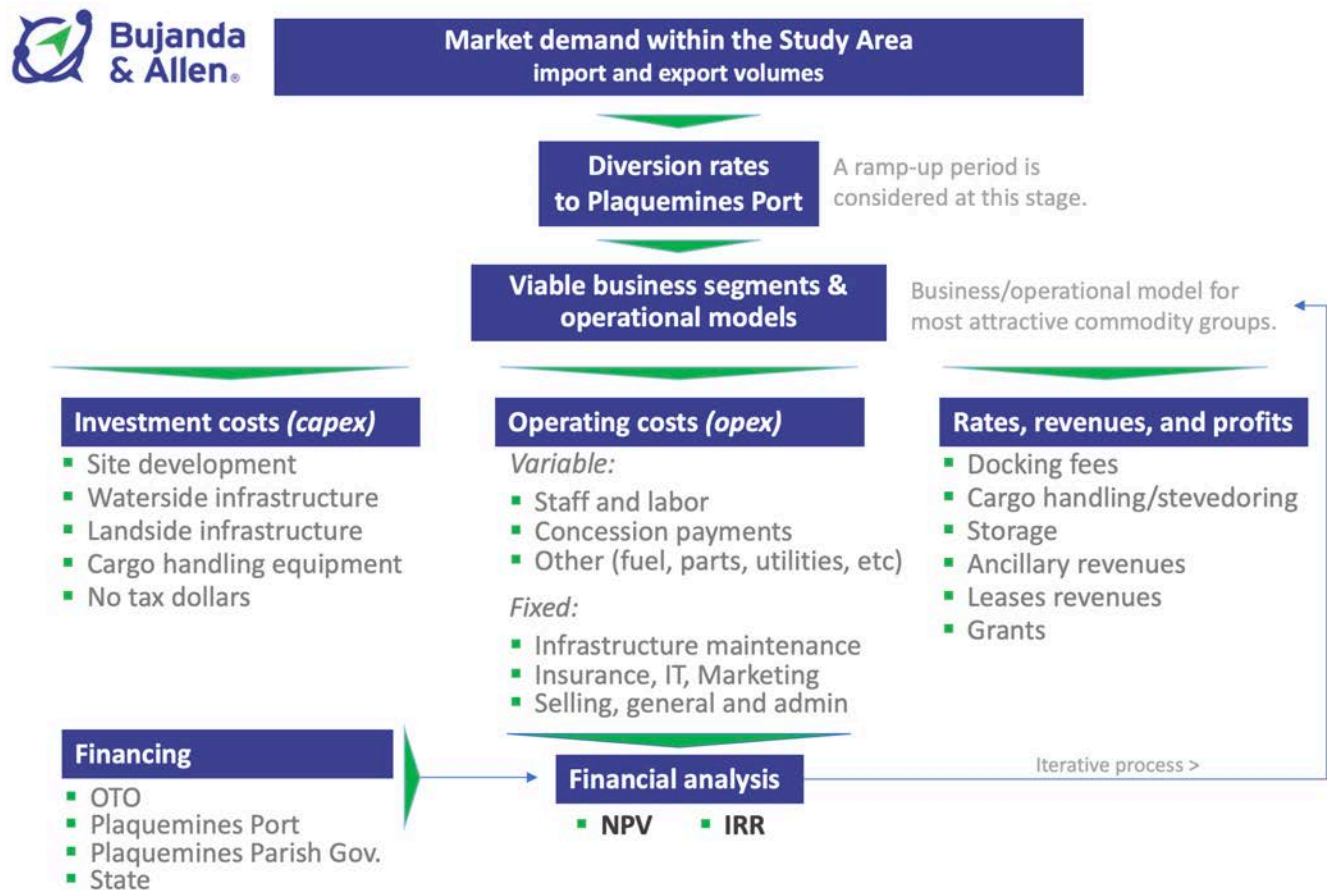 Bujanda
& Allen®
Market demand within the Study Area
import and export volumes
Diversion rates
to Plaquemines Port
A ramp-up period is
considered at this stage.
Viable business segments &
operational models
Business/operational model for
most attractive commodity groups.
Investment costs (capex)
▪ Site development
▪ Waterside infrastructure
▪ Landside infrastructure
▪ Cargo handling equipment
▪ No tax dollars
Operating costs (opex)
Variable:
▪ Staff and labor
▪ Concession payments
▪ Other (fuel, parts, utilities, etc)
Fixed:
▪ Infrastructure maintenance
▪ Insurance, IT, Marketing
▪ Selling, general and admin
Rates, revenues, and profits
▪ Docking fees
▪ Cargo handling/stevedoring
▪ Storage
▪ Ancillary revenues
▪ Leases revenues
▪ Grants
Financing
▪ OTO
▪ Plaquemines Port
▪ Plaquemines Parish Gov.
▪ State
Financial analysis
▪ NPV ▪ IRR
Iterative process >